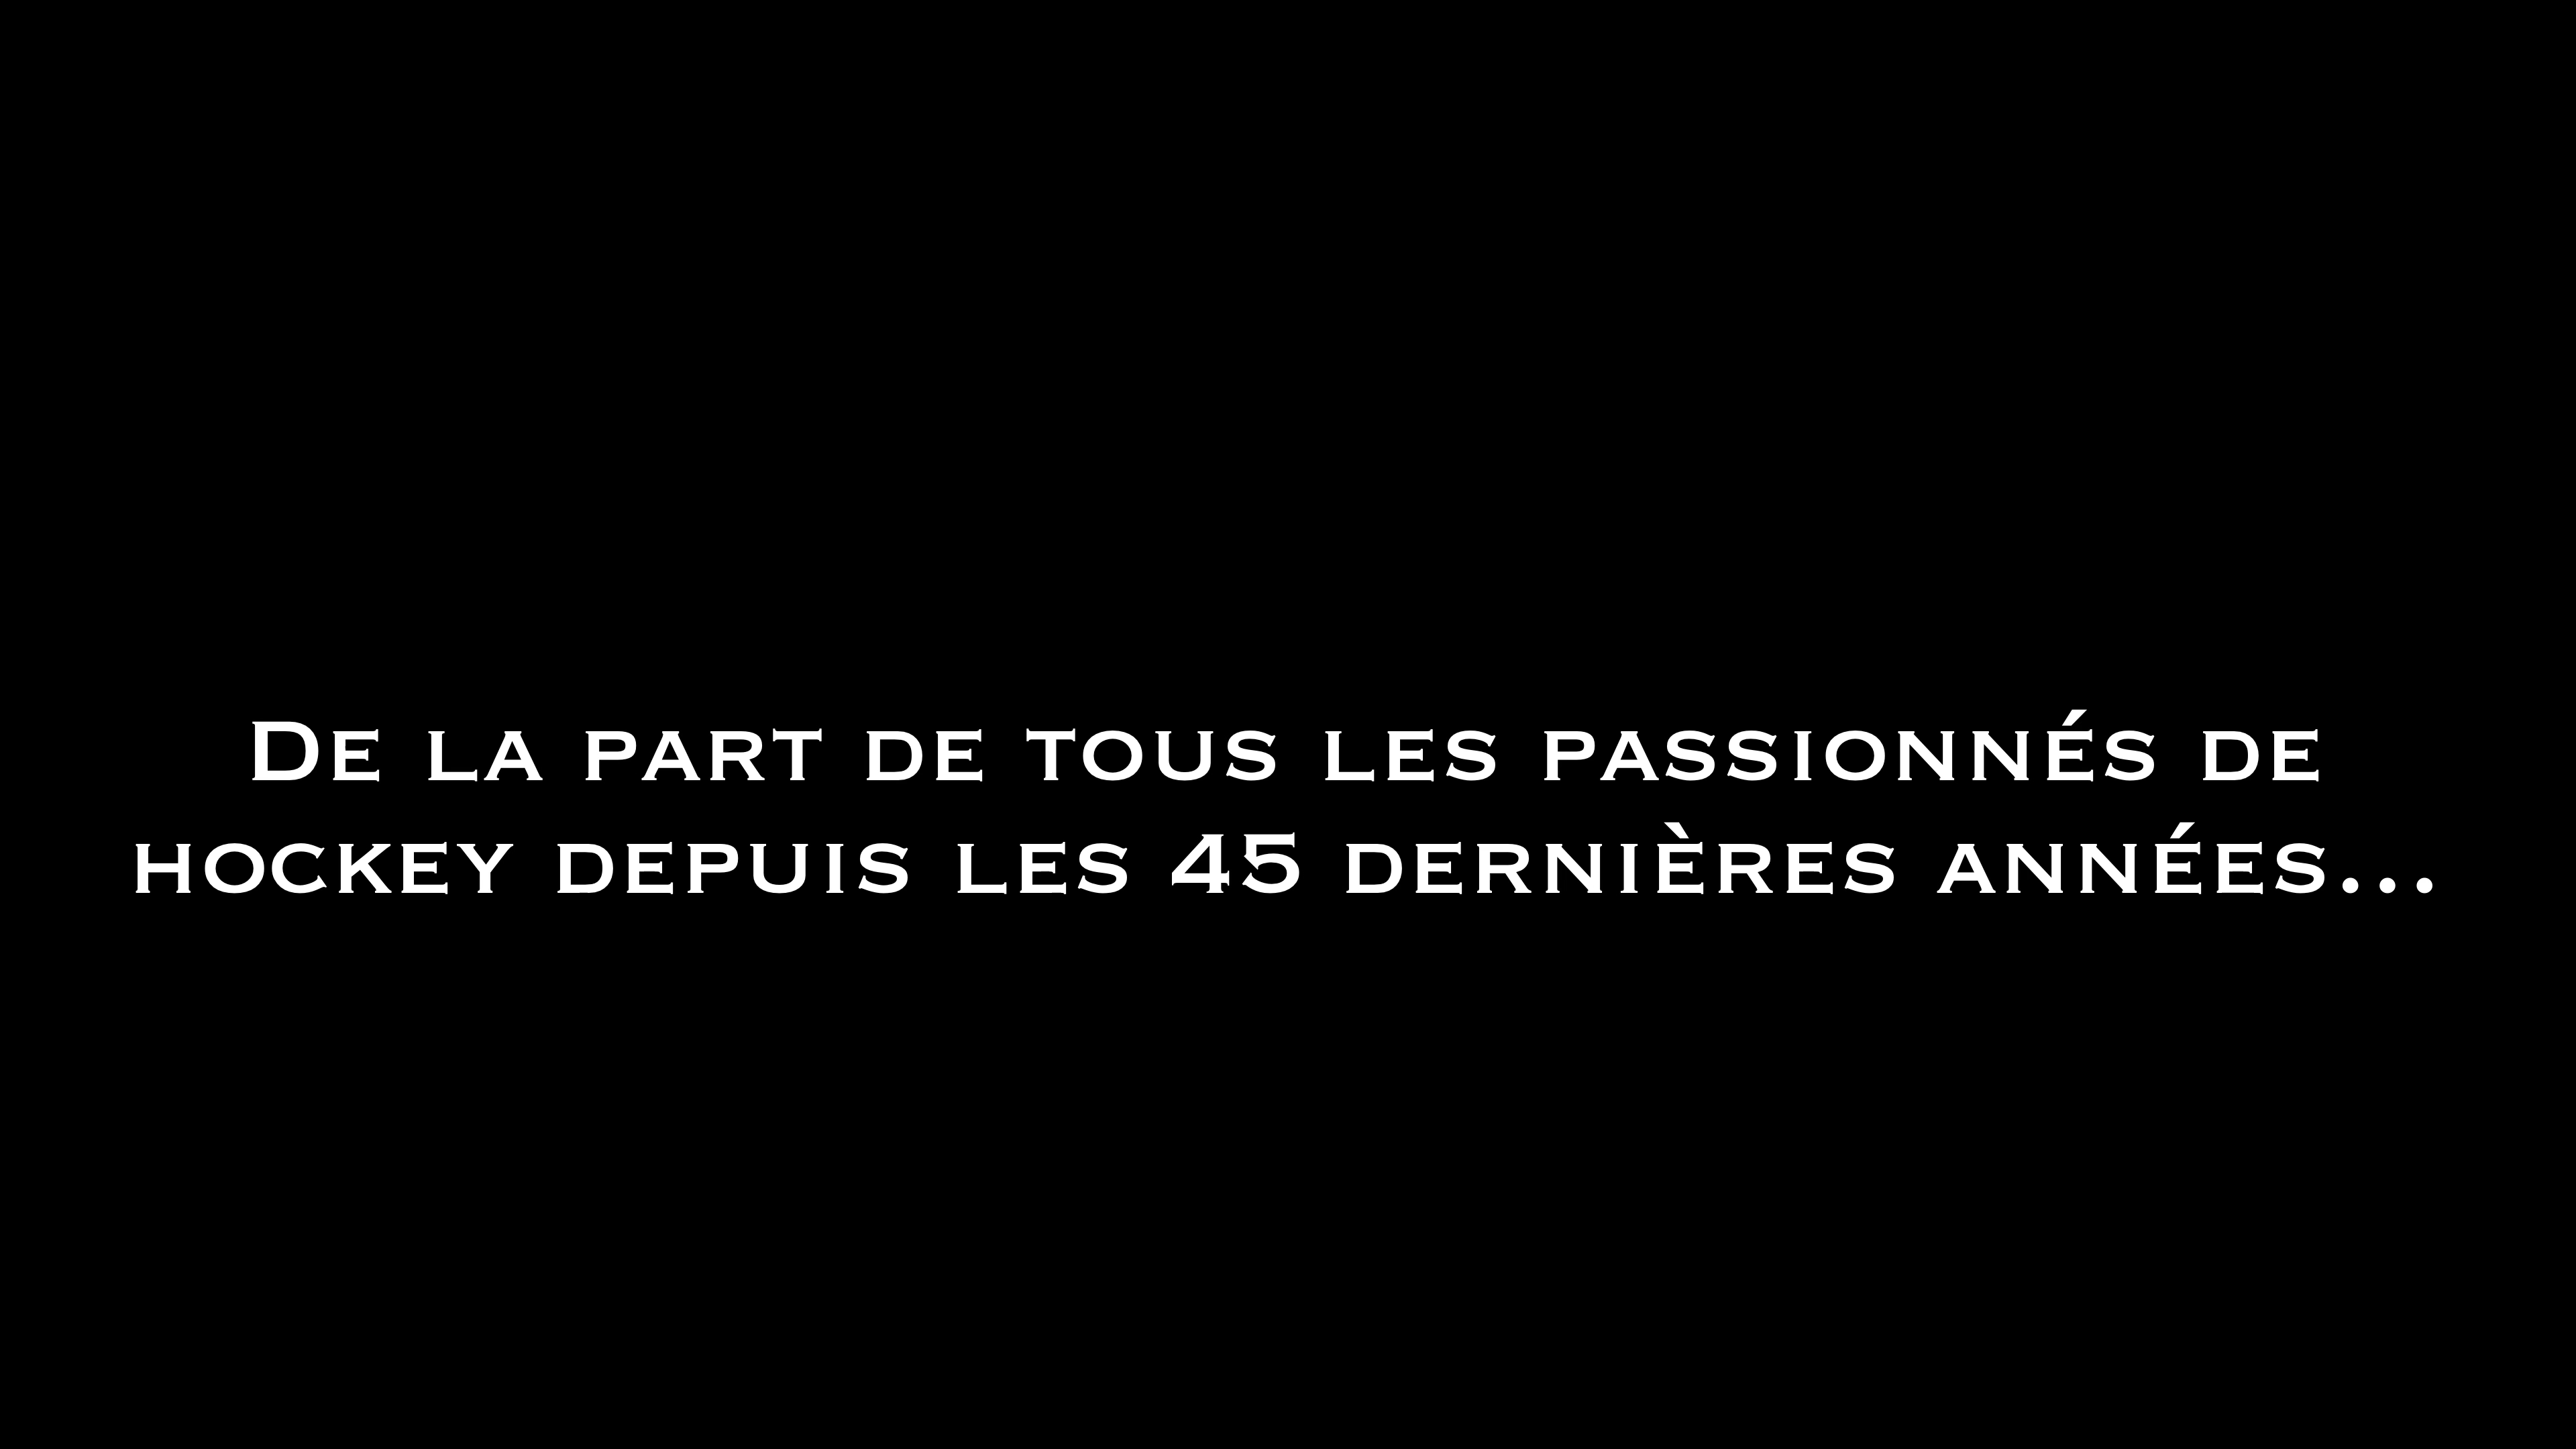 De la part de tous les passionnés de
hockey depuis les 45 dernières années...